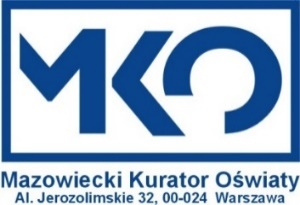 MKO
Mazowiecki Kurator Oświaty
Al. Jerozolimskie 32, 00-024 Warszawa